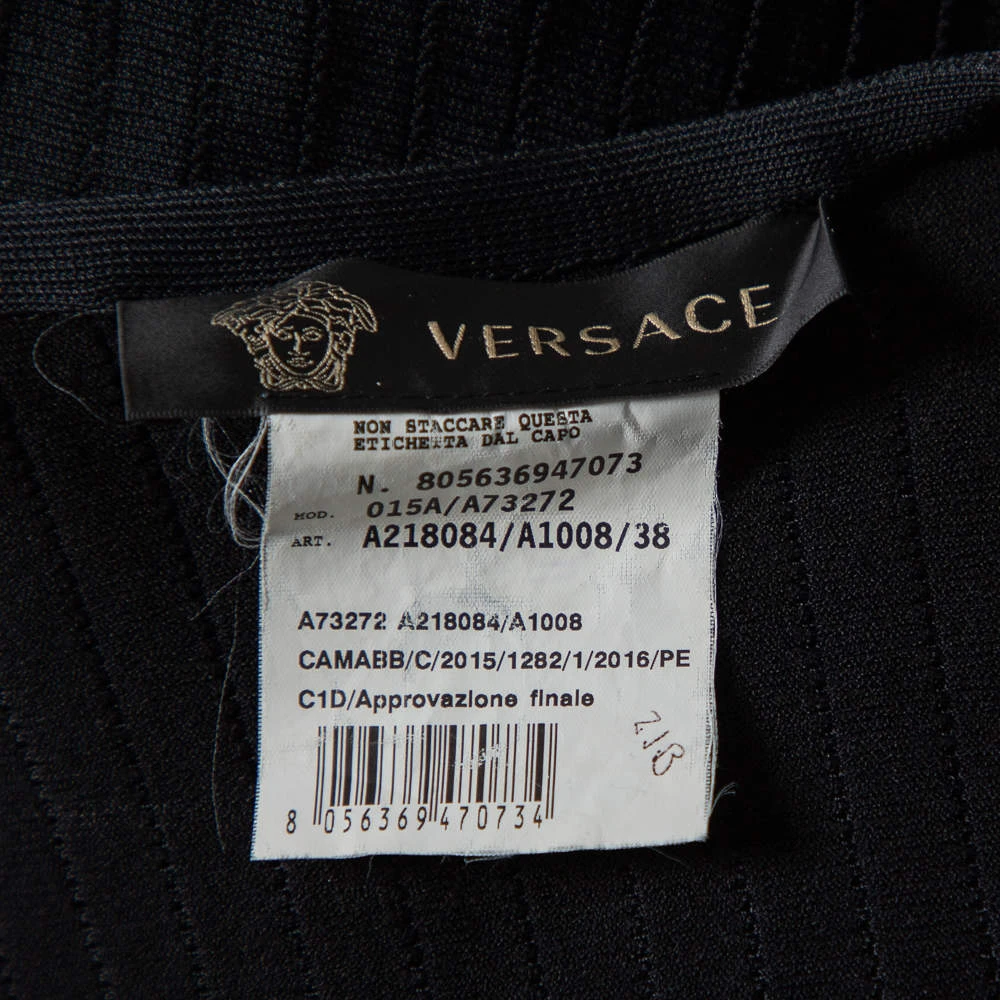 VERSACE
NON STACCARE QUESTA
ETICHETTA DAL CAPO
N. 805636947073
MOD. 015A/A73272
ART. A218084/A1008/38
A73272 A218084/A1008
CAMABB/C/2015/1282/1/2016/PE
C1D/Approvazione finale
218
8 056369 470734